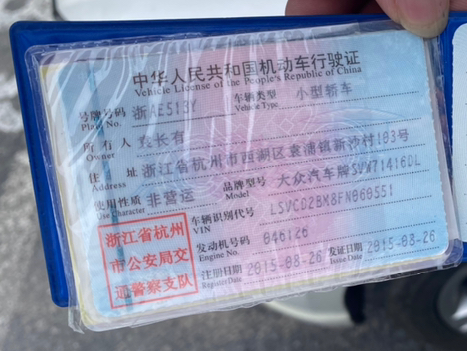 中华人民共和国机动车行驶证
Vehicle License of the People's Republic of China
号牌号码 浙AE513Y 车辆类型 小型轿车
Plate No. Vehicle Type
所有人 长有
Owner
住址 浙江省杭州市西湖区袁浦镇新沙村103号
Address
使用性质 非营运 品牌型号 大众汽车牌SVW71416DL
Use Character Model
车辆识别代号 LSVCD2BM8FN060551
VIN
发动机号码 046126
Engine No.
注册日期 2015-08-26 发证日期 2015-08-26
Register Date Issue Date
浙江省杭州
市公安局交
通警察支队